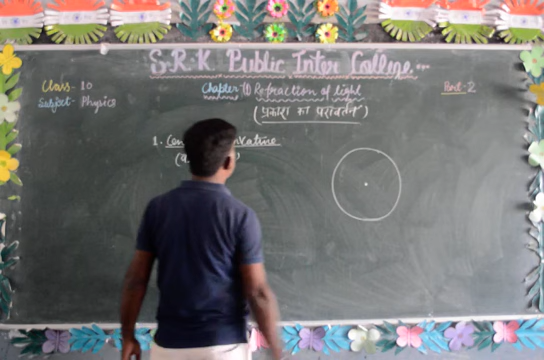 S.R.K Public Inter College...
Class- 10
Chapter 10 Refraction of light
Part-2
Subject- Physics
(प्रकाश का परावर्तन)
1.